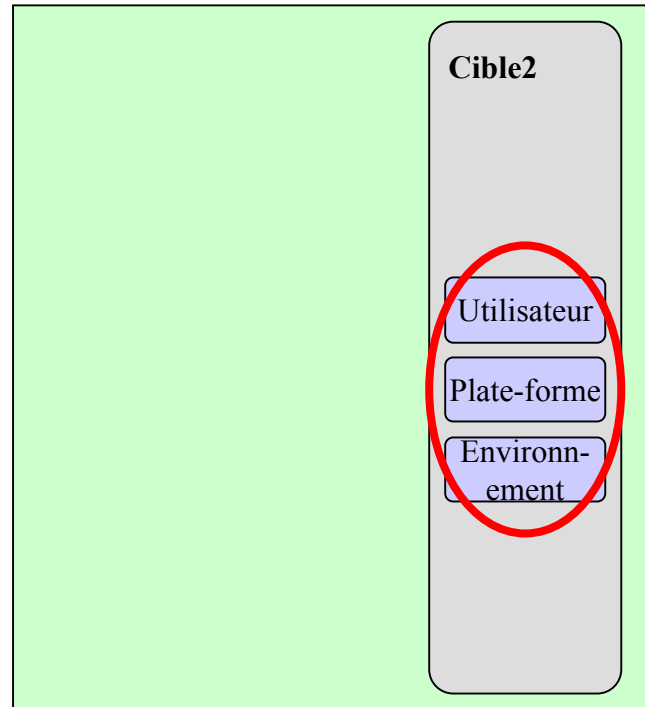 Cible2
Utilisateur
Plate-forme
Environn-
ement